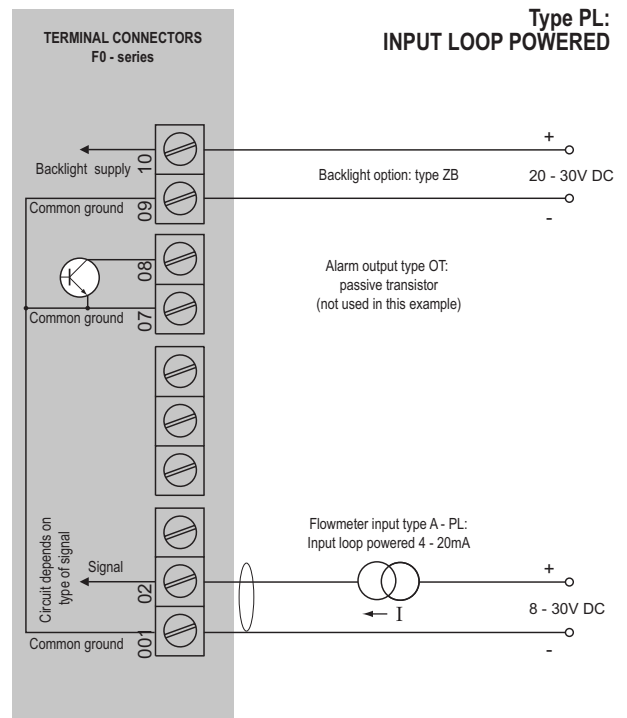 Type PL:
INPUT LOOP POWERED
TERMINAL CONNECTORS
F0 - series
10
Backlight supply
+
Backlight option: type ZB
20 - 30V DC
09
Common ground
-
08
Alarm output type OT:
passive transistor
(not used in this example)
07
Common ground
Flowmeter input type A - PL:
Input loop powered 4 - 20mA
Circuit depends on
type of signal
Signal
02
+
I
8 - 30V DC
001
Common ground
-